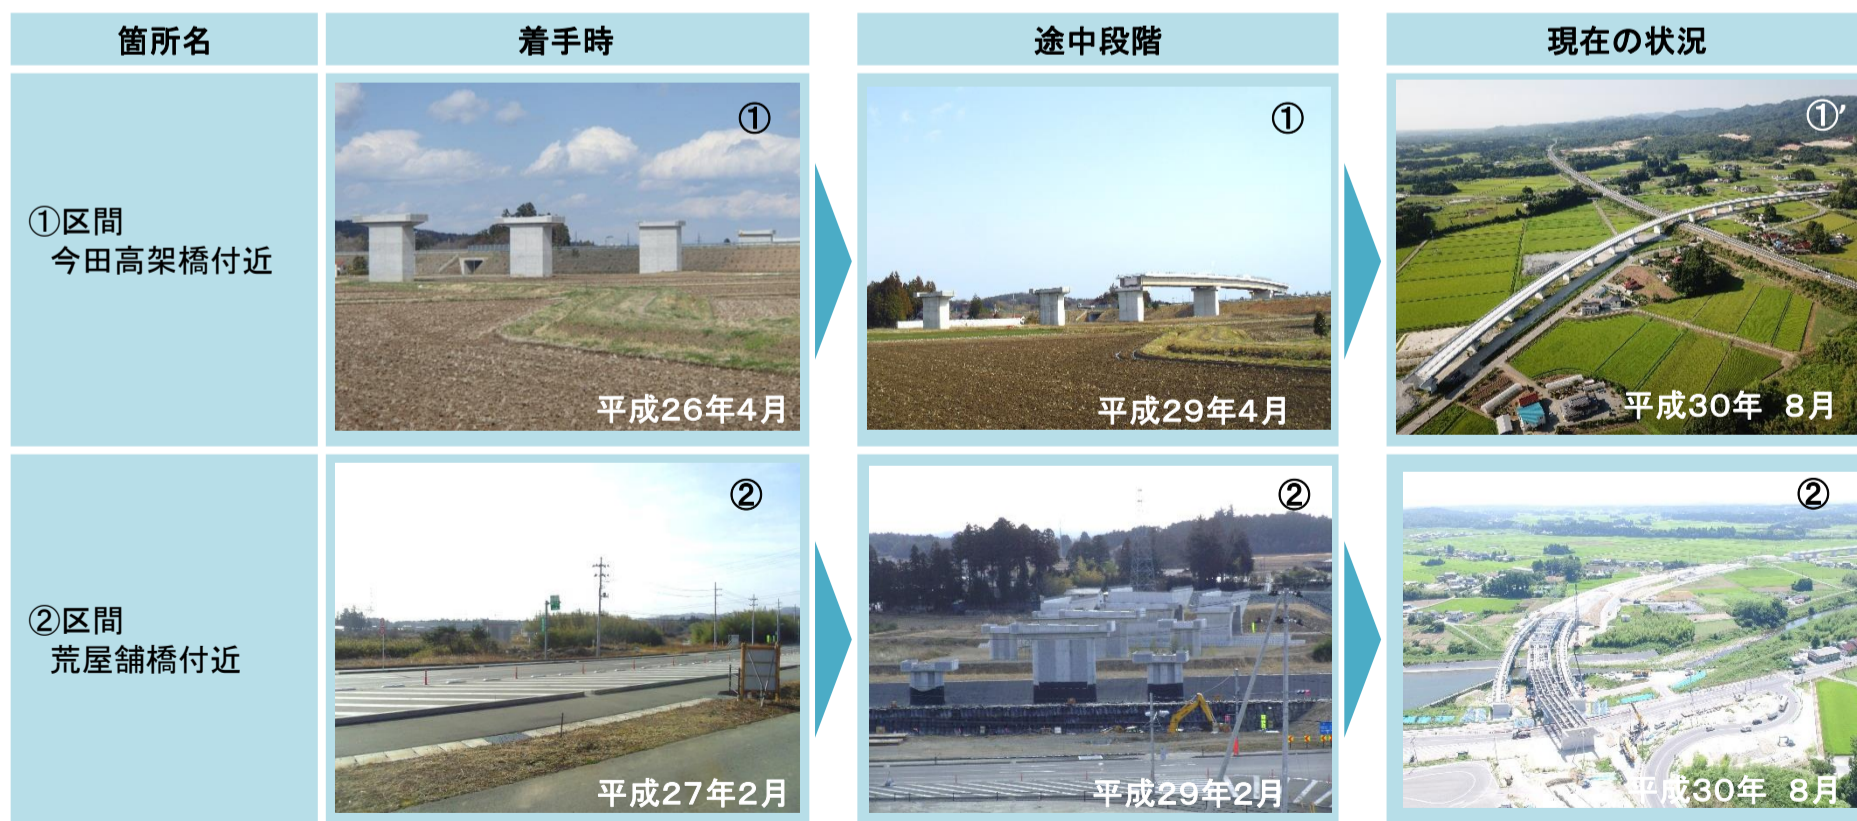 箇所名
着手時
途中段階
現在の状況
①区間
今田高架橋付近
①
平成26年4月
①
平成29年4月
①′
平成30年 8月
②区間
荒屋舗橋付近
②
平成27年2月
②
平成29年2月
②
平成30年 8月